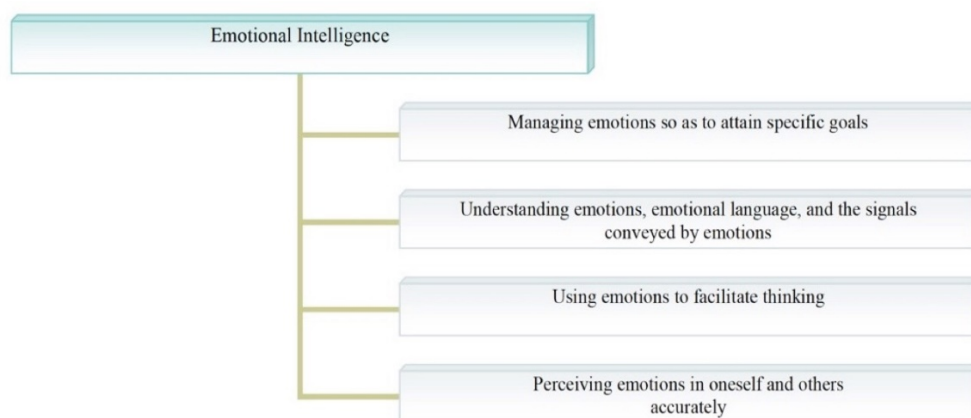 Emotional Intelligence
Managing emotions so as to attain specific goals
Understanding emotions, emotional language, and the signals
conveyed by emotions
Using emotions to facilitate thinking
Perceiving emotions in oneself and others
accurately